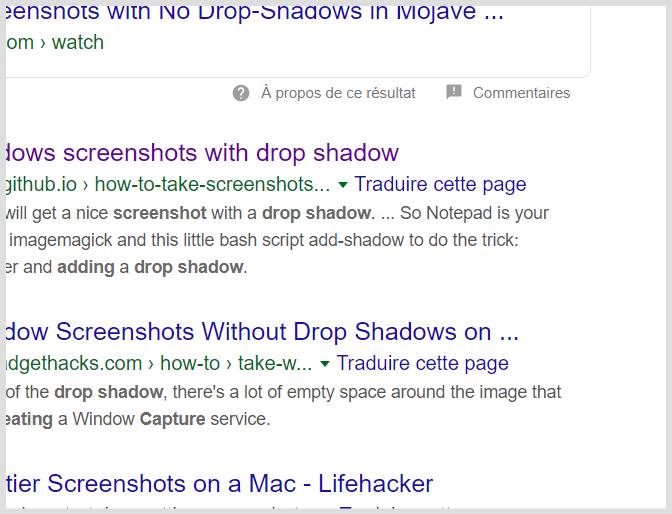 eenshots with No Drop-Shadows in Mojave ...
om › watch
À propos de ce résultat Commentaires
dows screenshots with drop shadow
github.io › how-to-take-screenshots... Traduire cette page
will get a nice screenshot with a drop shadow. ... So Notepad is your
imagemagick and this little bash script add-shadow to do the trick:
er and adding a drop shadow.
dow Screenshots Without Drop Shadows on ...
adgethacks.com › how-to › take-w... Traduire cette page
of the drop shadow, there's a lot of empty space around the image that
eating a Window Capture service.
tier Screenshots on a Mac - Lifehacker